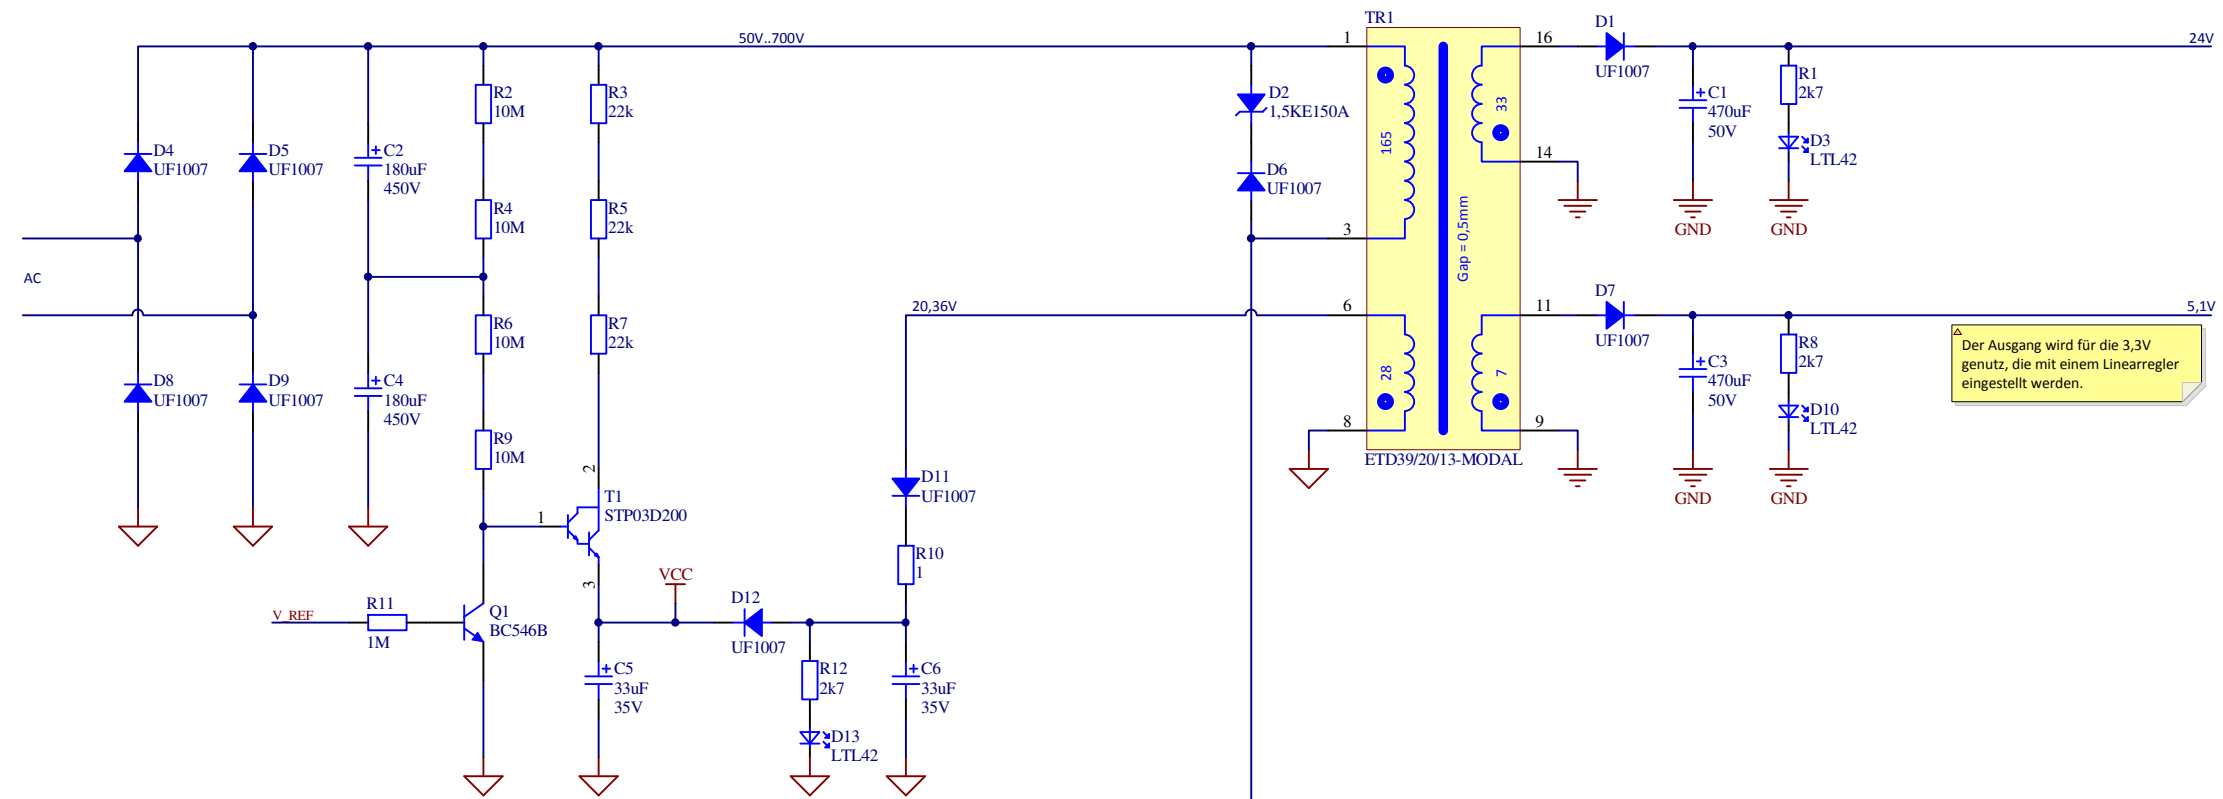 TR1
D1
50V..700V
1
16
24V
UF1007
R2
10M
R3
22k
D2
1,5KE150A
33
R1
2k7
C1
470uF
50V
165
14
D3
LTL42
D4
UF1007
D5
UF1007
C2
180uF
450V
D6
UF1007
R4
10M
R5
22k
Gap = 0,5mm
3
GND
GND
AC
20,36V
6
11
D7
UF1007
5,1V
R6
10M
R7
22k
28
7
R8
2k7
C3
470uF
50V
Der Ausgang wird für die 3,3V
genutz, die mit einem Linearregler
eingestellt werden.
D8
UF1007
D9
UF1007
C4
180uF
450V
D10
LTL42
8
9
R9
10M
ETD39/20/13-MODAL
2
D11
UF1007
GND
GND
T1
STP03D200
1
R10
1
3
VCC
V_REF
R11
1M
Q1
BC546B
D12
UF1007
C5
33uF
35V
R12
2k7
C6
33uF
35V
D13
LTL42